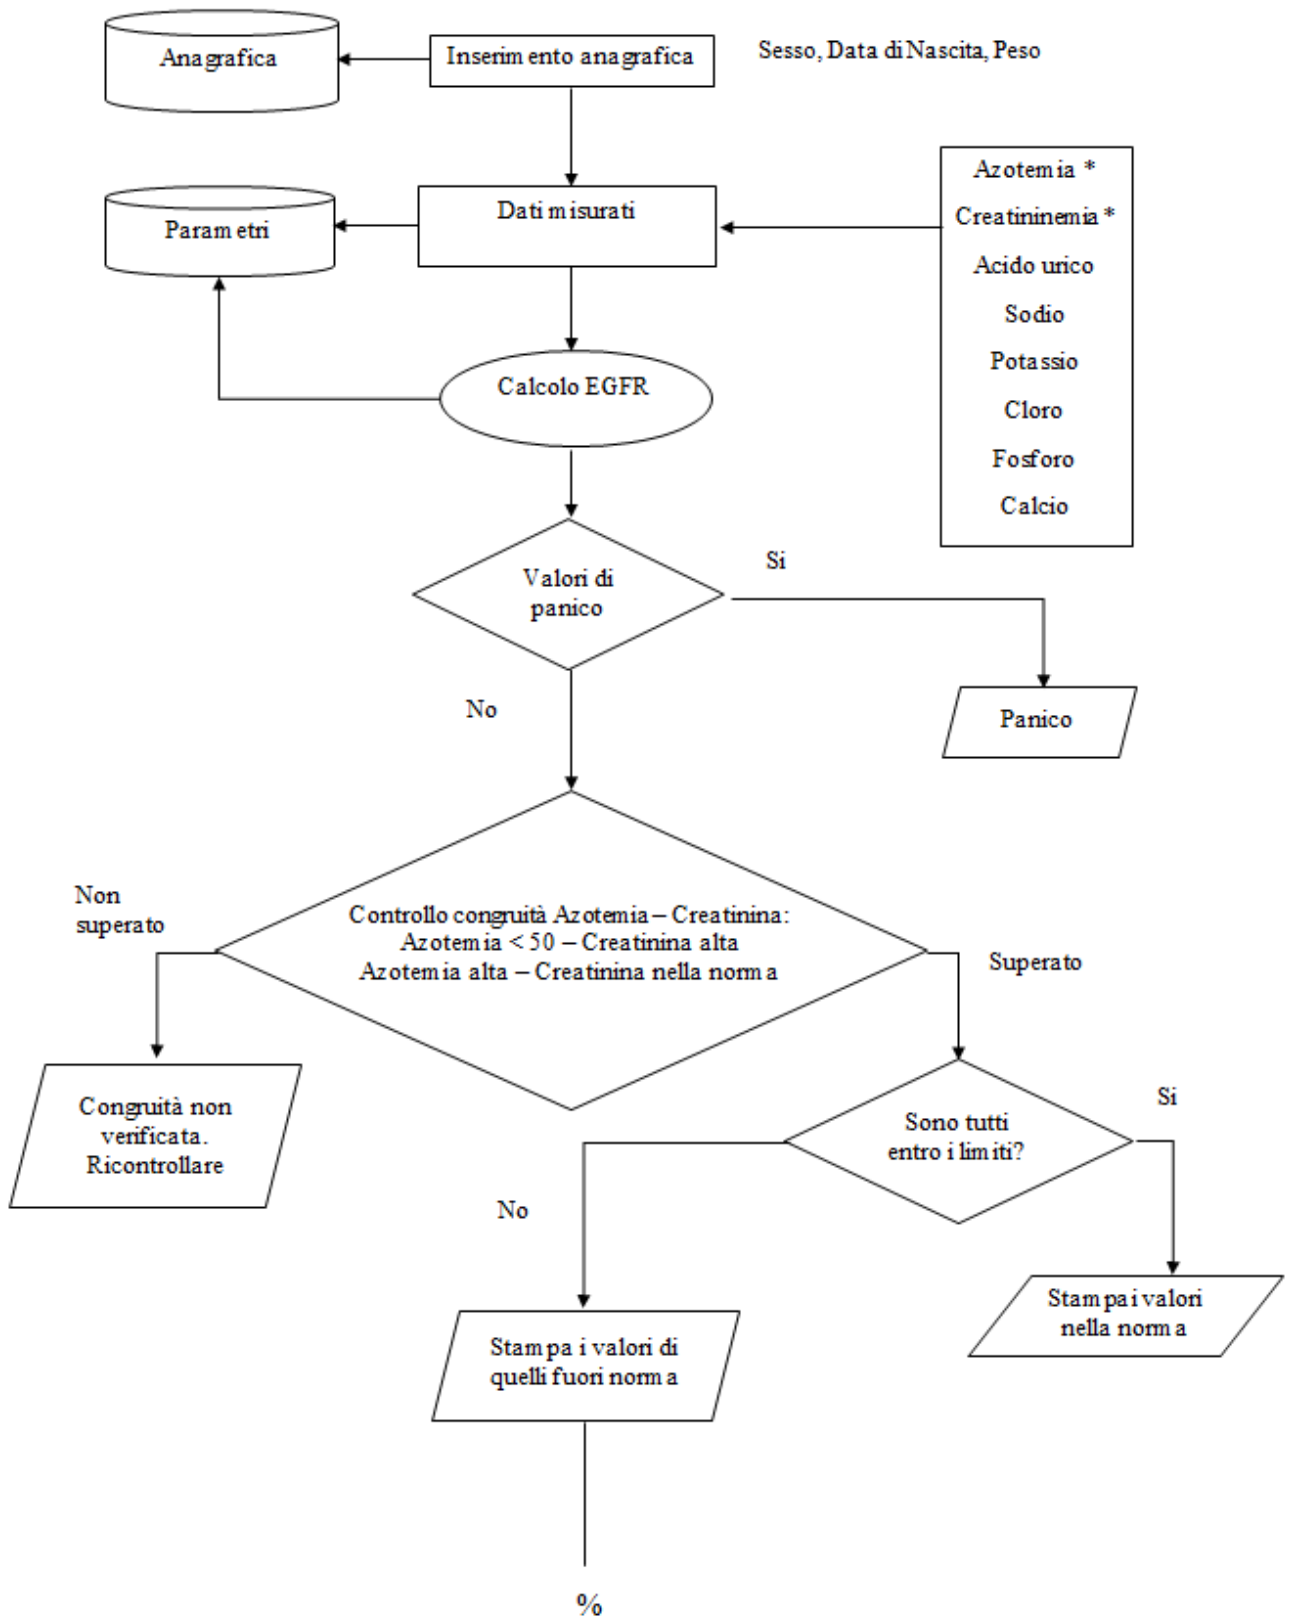 Anagrafica
Inserimento anagrafica
Sesso, Data di Nascita, Peso
Parametri
Dati misurati
Azotemia *
Creatininemia *
Acido urico
Sodio
Potassio
Cloro
Fosforo
Calcio
Calcolo EGFR
Valori di
panico
Si
Panico
No
Controllo congruità Azotemia – Creatinina:
Azotemia < 50 – Creatinina alta
Azotemia alta – Creatinina nella norma
Non
superato
Superato
Congruità non
verificata.
Ricontrollare
Sono tutti
entro i limiti?
Si
No
Stampa i valori
nella norma
Stampa i valori di
quelli fuori norma
%